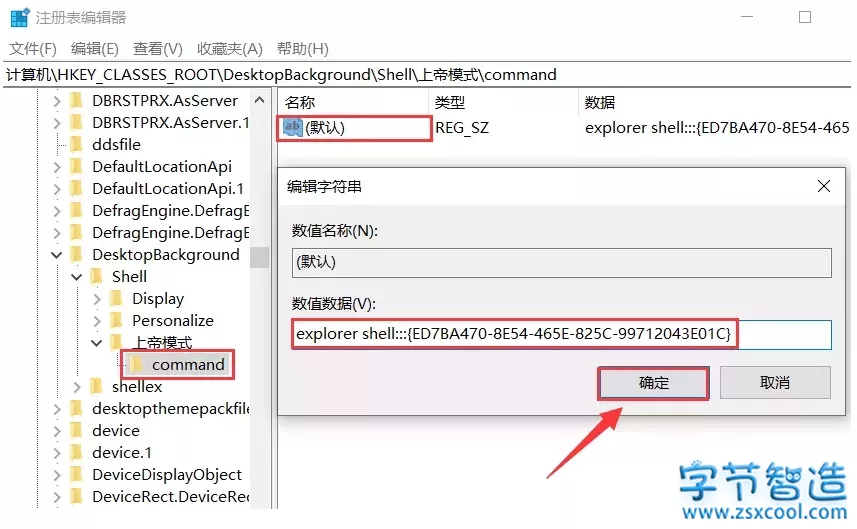 注册表编辑器
文件(F) 编辑(E) 查看(V) 收藏夹(A) 帮助(H)
计算机\HKEY_CLASSES_ROOT\DesktopBackground\Shell\上帝模式\command
DBRSTPRX.AsServer
DBRSTPRX.AsServer.1
ddsfile
DefaultLocationApi
DefaultLocationApi.1
DefragEngine.DefragE
DefragEngine.DefragE
DesktopBackground
Shell
Display
Personalize
上帝模式
command
shellex
desktopthemepackfile
device
device.1
DeviceDisplayObject
DeviceRect.DeviceRec
名称 类型 数据
ab (默认) REG_SZ explorer shell:::{ED7BA470-8E54-465
编辑字符串
数值名称(N):
(默认)
数值数据(V):
explorer shell:::{ED7BA470-8E54-465E-825C-99712043E01C}
确定 取消
字节智造
www.zsxcool.com